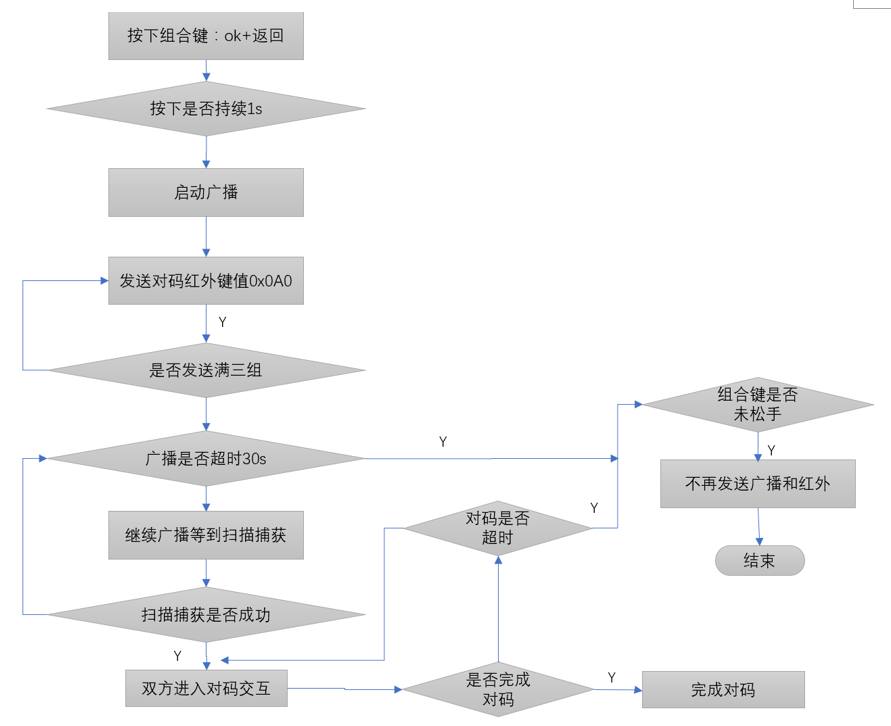 按下组合键：ok+返回
按下是否持续1s
启动广播
发送对码红外键值0x0A0
Y
是否发送满三组
广播是否超时30s
Y
继续广播等到扫描捕获
扫描捕获是否成功
Y
双方进入对码交互
对码是否
超时
Y
是否完成
对码
Y
完成对码
组合键是否
未松手
Y
不再发送广播和红外
结束